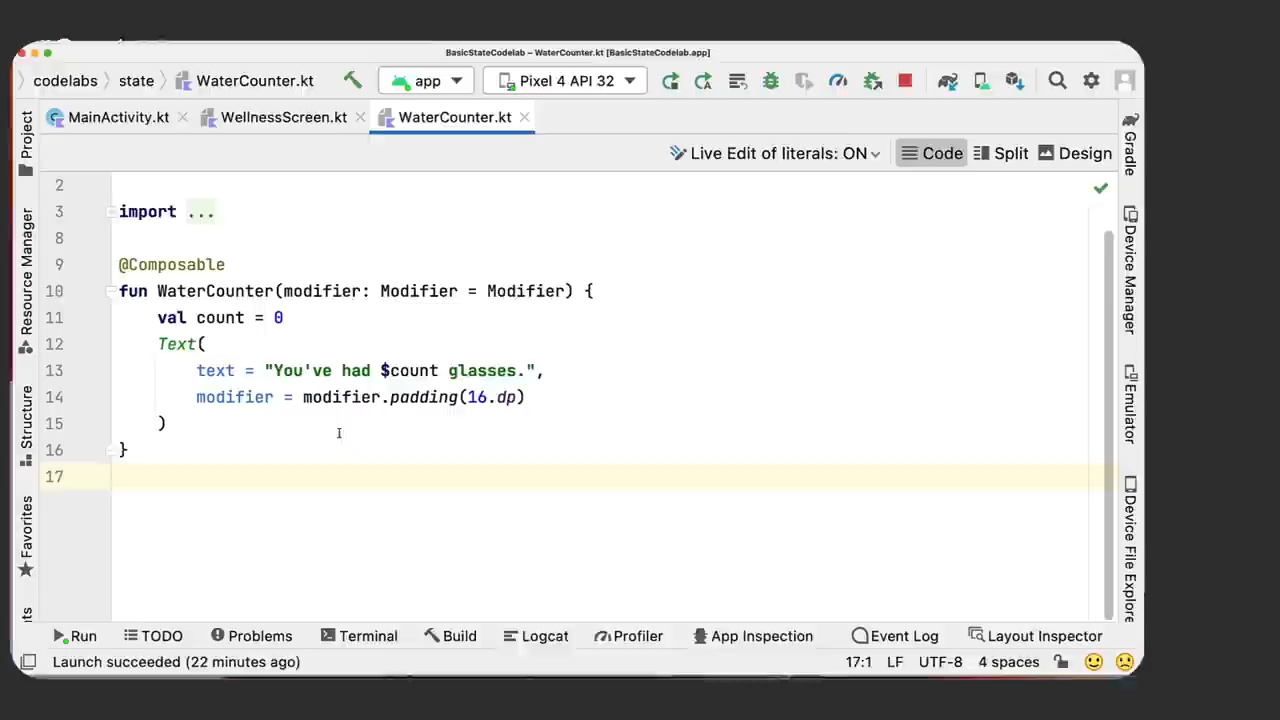 BasicStateCodelab – WaterCounter.kt [BasicStateCodelab.app]
codelabs state WaterCounter.kt app Pixel 4 API 32
MainActivity.kt WellnessScreen.kt WaterCounter.kt
Live Edit of literals: ON Code Split Design
Project
Resource Manager
Structure
Favorites
2
3 import ...
8
9 @Composable
10 fun WaterCounter(modifier: Modifier = Modifier) {
11 val count = 0
12 Text(
13 text = "You've had $count glasses.",
14 modifier = modifier.padding(16.dp)
15 )
16 }
17
Gradle
Device Manager
Emulator
Device File Explore
Run TODO Problems Terminal Build Logcat Profiler App Inspection Event Log Layout Inspector
Launch succeeded (22 minutes ago) 17:1 LF UTF-8 4 spaces